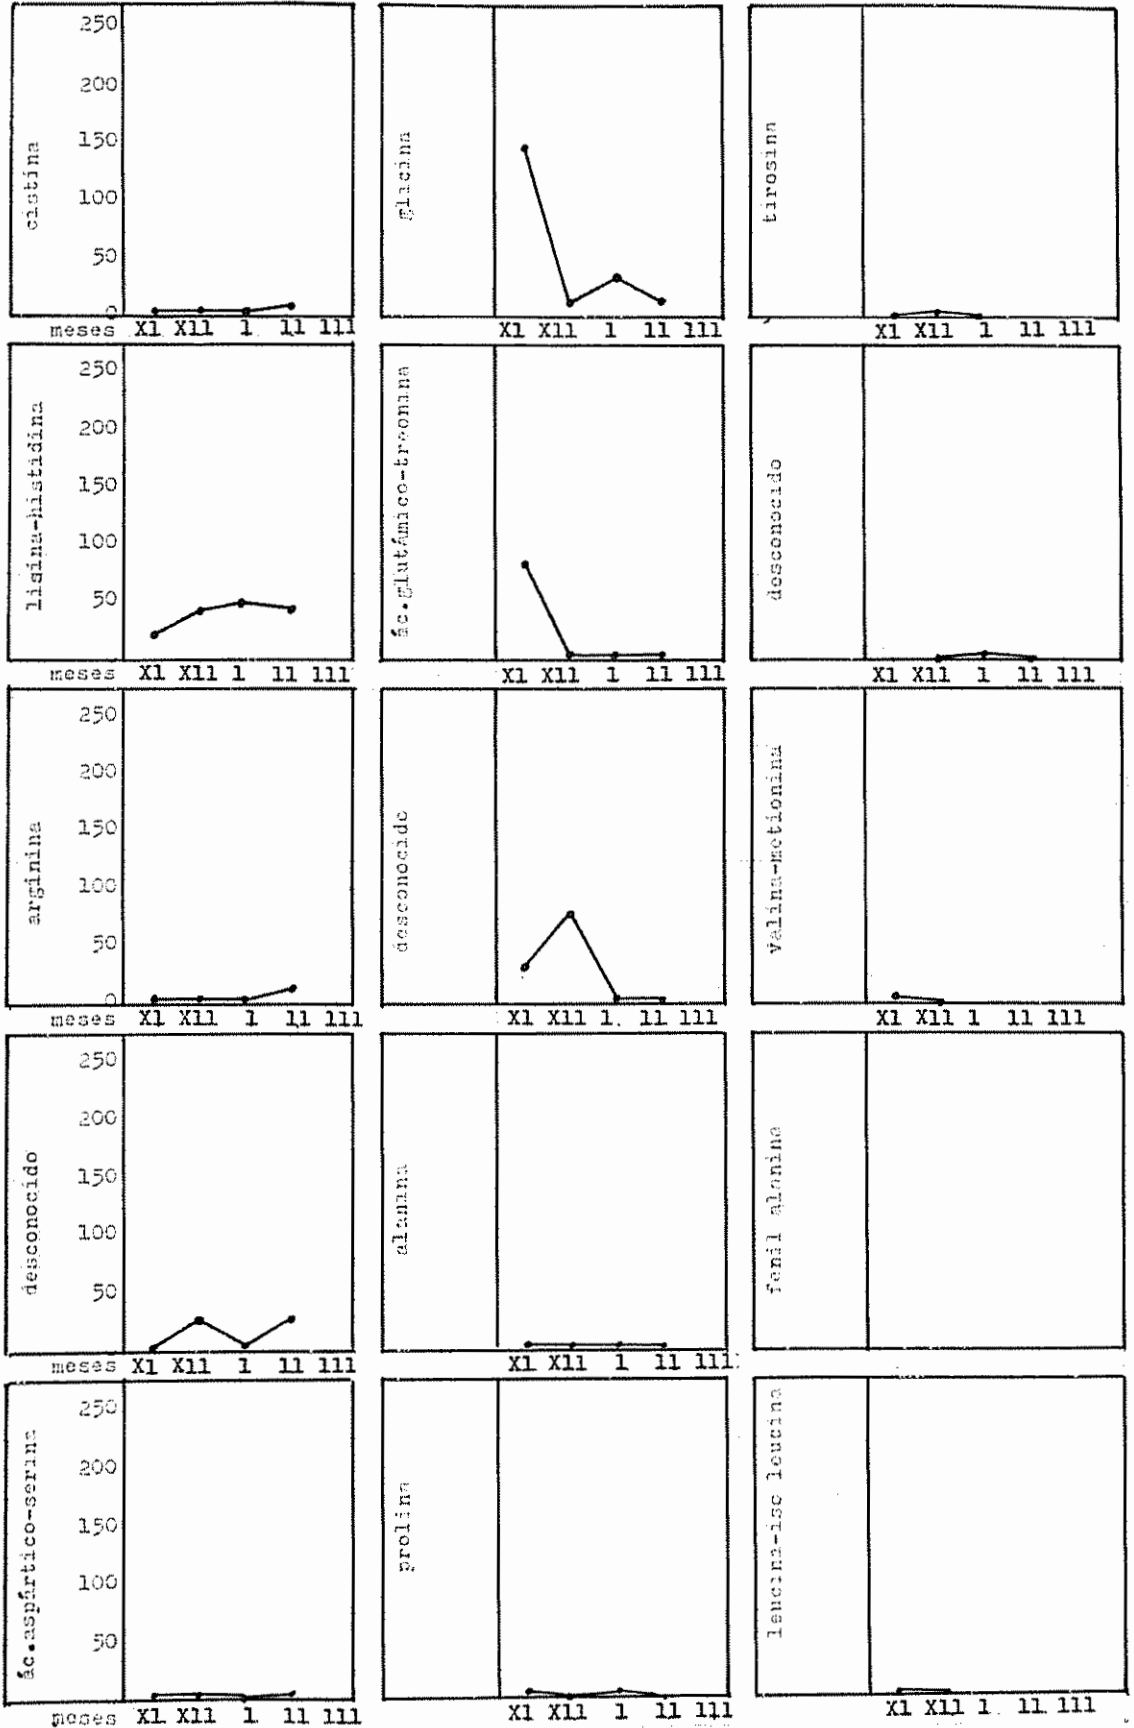 cistina
250
200
150
100
50
0
meses X1 X11 1 11 111
glicina
X1 X11 1 11 111
tirosina
X1 X11 1 11 111
lisina-histidina
250
200
150
100
50
meses X1 X11 1 11 111
ác.glutámico-treonina
X1 X11 1 11 111
desconocido
X1 X11 1 11 111
arginina
250
200
150
100
50
0
meses X1 X11 1 11 111
desconocido
X1 X11 1. 11 111
valina-metionina
X1 X11 1 11 111
desconocido
250
200
150
100
50
meses X1 X11 1 11 111
alanina
X1 X11 1 11 111
fenil alanina
ác.aspártico-serina
250
200
150
100
50
meses X1 X11 1 11 111
prolina
X1 X11 1 11 111
leucina-iso leucina
X1 X11 1 11 111